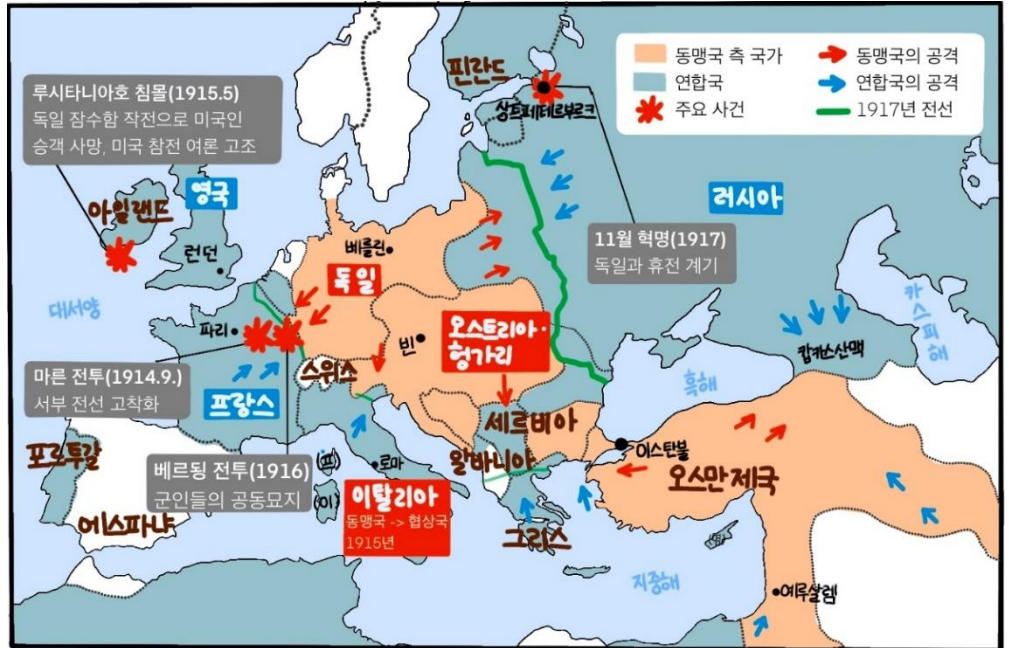 동맹국 측 국가
동맹국의 공격
연합국
연합국의 공격
주요 사건
1917년 전선
루시타니아호 침몰(1915.5)
독일 잠수함 작전으로 미국인
승객 사망, 미국 참전 여론 고조
핀란드
상트페테르부르크
영국
아일랜드
런던
러시아
11월 혁명(1917)
독일과 휴전 계기
베를린
독일
대서양
파리
빈
오스트리아·
헝가리
스위스
캅카스산맥
카스피해
흑해
마른 전투(1914.9.)
서부 전선 고착화
프랑스
세르비아
알바니아
이스탄불
오스만 제국
포르투갈
에스파냐
베르됭 전투(1916)
군인들의 공동묘지
(프)
(이)
로마
이탈리아
동맹국 -> 협상국
1915년
그리스
지중해
예루살렘